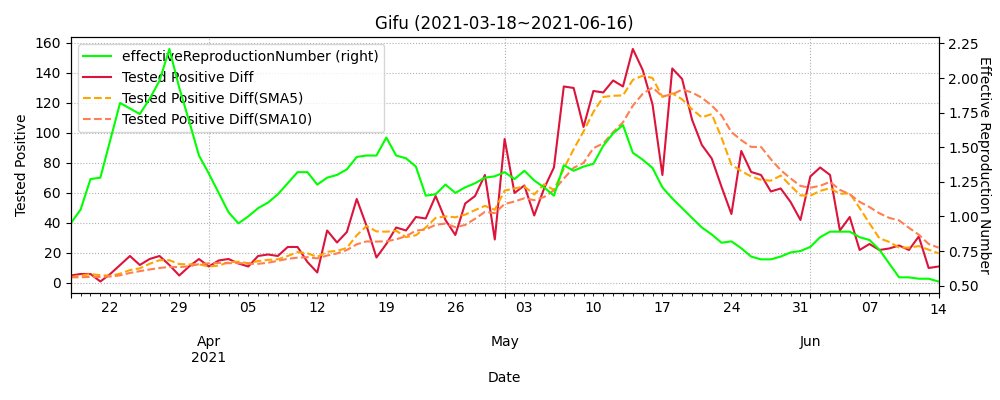 Gifu (2021-03-18~2021-06-16)
effectiveReproductionNumber (right)
Tested Positive Diff
Tested Positive Diff(SMA5)
Tested Positive Diff(SMA10)
Tested Positive
160
140
120
100
80
60
40
20
0
2.25
2.00
1.75
1.50
1.25
1.00
0.75
0.50
Effective Reproduction Number
22 29 05 12 19 26 03 10 17 24 31 07 14
Apr May Jun
2021
Date